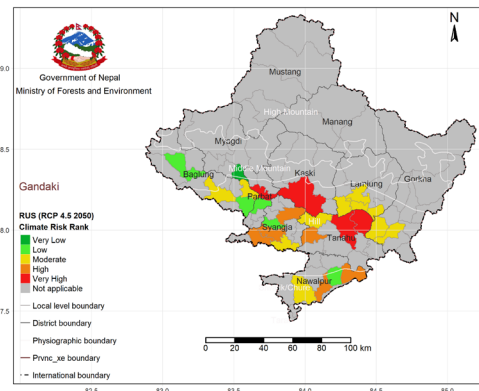 N
9.0
8.5
8.0
7.5
Government of Nepal
Ministry of Forests and Environment
Mustang
High Mountain
Manang
Myagdi
Middle Mountain
Baglung
Kaski
Lamjung
Gorkha
Parbat
Hill
Syangja
Tanahu
Nawalpur
Gandaki
RUS (RCP 4.5 2050)
Climate Risk Rank
Very Low
Low
Moderate
High
Very High
Not applicable
Local level boundary
District boundary
Physiographic boundary
Prvnc_xe boundary
International boundary
0 20 40 60 80 100 km
82.5 83.0 83.5 84.0 84.5 85.0